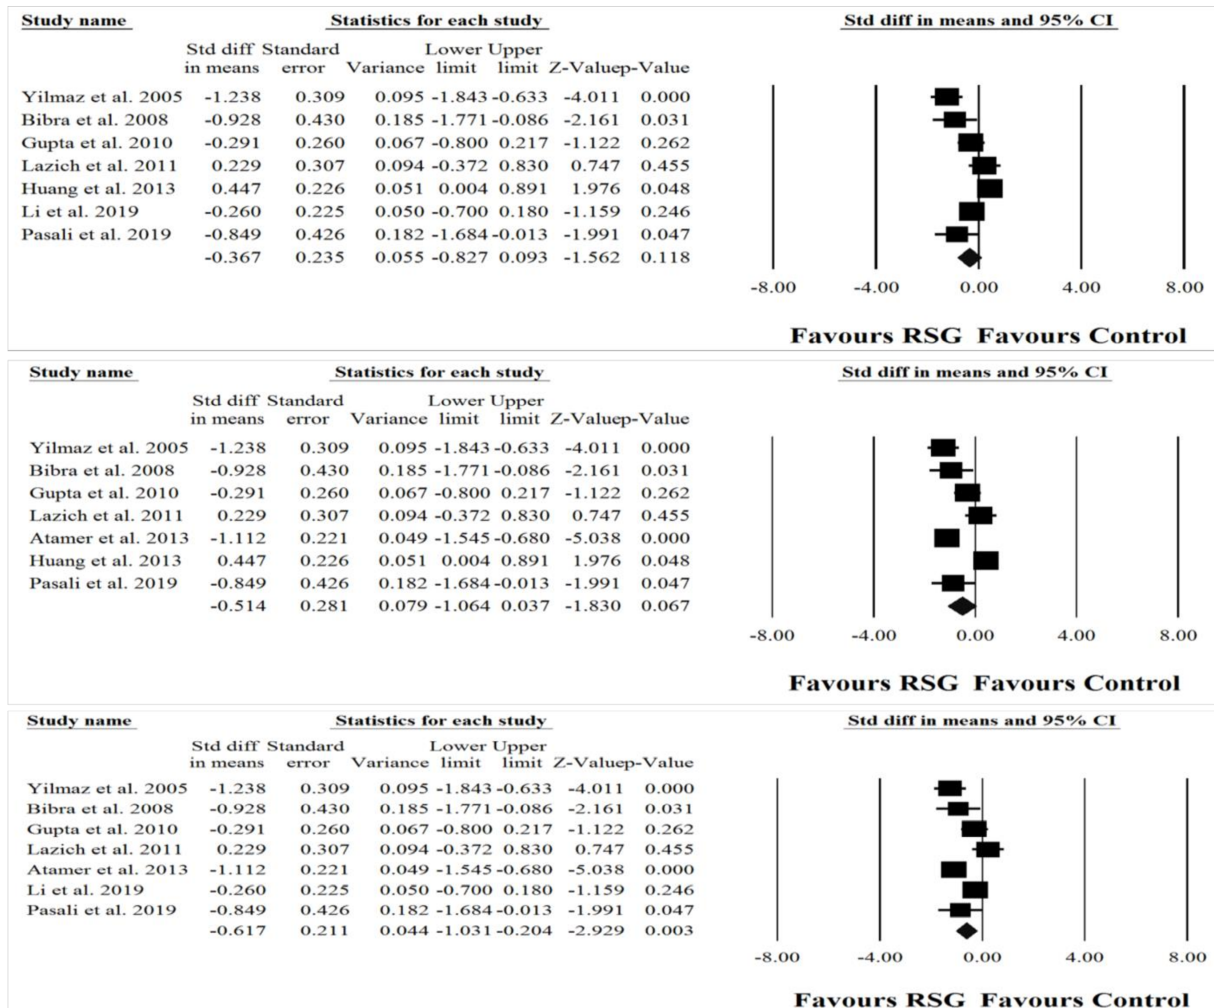 Study name Statistics for each study Std diff in means and 95% CI
Std diff Standard Lower Upper
in means error Variance limit limit Z-Valuep-Value
Yilmaz et al. 2005 -1.238 0.309 0.095 -1.843 -0.633 -4.011 0.000
Bibra et al. 2008 -0.928 0.430 0.185 -1.771 -0.086 -2.161 0.031
Gupta et al. 2010 -0.291 0.260 0.067 -0.800 0.217 -1.122 0.262
Lazich et al. 2011 0.229 0.307 0.094 -0.372 0.830 0.747 0.455
Huang et al. 2013 0.447 0.226 0.051 0.004 0.891 1.976 0.048
Li et al. 2019 -0.260 0.225 0.050 -0.700 0.180 -1.159 0.246
Pasali et al. 2019 -0.849 0.426 0.182 -1.684 -0.013 -1.991 0.047
-0.367 0.235 0.055 -0.827 0.093 -1.562 0.118
-8.00 -4.00 0.00 4.00 8.00
Favours RSG Favours Control
Study name Statistics for each study Std diff in means and 95% CI
Std diff Standard Lower Upper
in means error Variance limit limit Z-Valuep-Value
Yilmaz et al. 2005 -1.238 0.309 0.095 -1.843 -0.633 -4.011 0.000
Bibra et al. 2008 -0.928 0.430 0.185 -1.771 -0.086 -2.161 0.031
Gupta et al. 2010 -0.291 0.260 0.067 -0.800 0.217 -1.122 0.262
Lazich et al. 2011 0.229 0.307 0.094 -0.372 0.830 0.747 0.455
Atamer et al. 2013 -1.112 0.221 0.049 -1.545 -0.680 -5.038 0.000
Huang et al. 2013 0.447 0.226 0.051 0.004 0.891 1.976 0.048
Pasali et al. 2019 -0.849 0.426 0.182 -1.684 -0.013 -1.991 0.047
-0.514 0.281 0.079 -1.064 0.037 -1.830 0.067
-8.00 -4.00 0.00 4.00 8.00
Favours RSG Favours Control
Study name Statistics for each study Std diff in means and 95% CI
Std diff Standard Lower Upper
in means error Variance limit limit Z-Valuep-Value
Yilmaz et al. 2005 -1.238 0.309 0.095 -1.843 -0.633 -4.011 0.000
Bibra et al. 2008 -0.928 0.430 0.185 -1.771 -0.086 -2.161 0.031
Gupta et al. 2010 -0.291 0.260 0.067 -0.800 0.217 -1.122 0.262
Lazich et al. 2011 0.229 0.307 0.094 -0.372 0.830 0.747 0.455
Atamer et al. 2013 -1.112 0.221 0.049 -1.545 -0.680 -5.038 0.000
Li et al. 2019 -0.260 0.225 0.050 -0.700 0.180 -1.159 0.246
Pasali et al. 2019 -0.849 0.426 0.182 -1.684 -0.013 -1.991 0.047
-0.617 0.211 0.044 -1.031 -0.204 -2.929 0.003
-8.00 -4.00 0.00 4.00 8.00
Favours RSG Favours Control